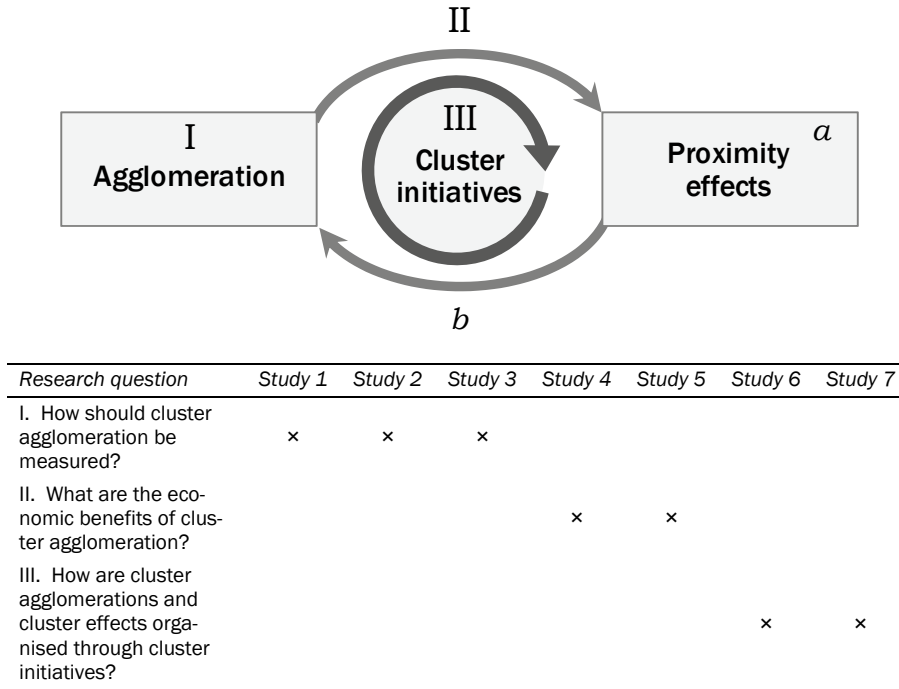 II
I
Agglomeration
III
Cluster
initiatives
a
Proximity
effects
b
Research question Study 1 Study 2 Study 3 Study 4 Study 5 Study 6 Study 7
I. How should cluster
agglomeration be × × ×
measured?
II. What are the eco-
nomic benefits of clus- × ×
ter agglomeration?
III. How are cluster
agglomerations and
cluster effects orga- × ×
nised through cluster
initiatives?